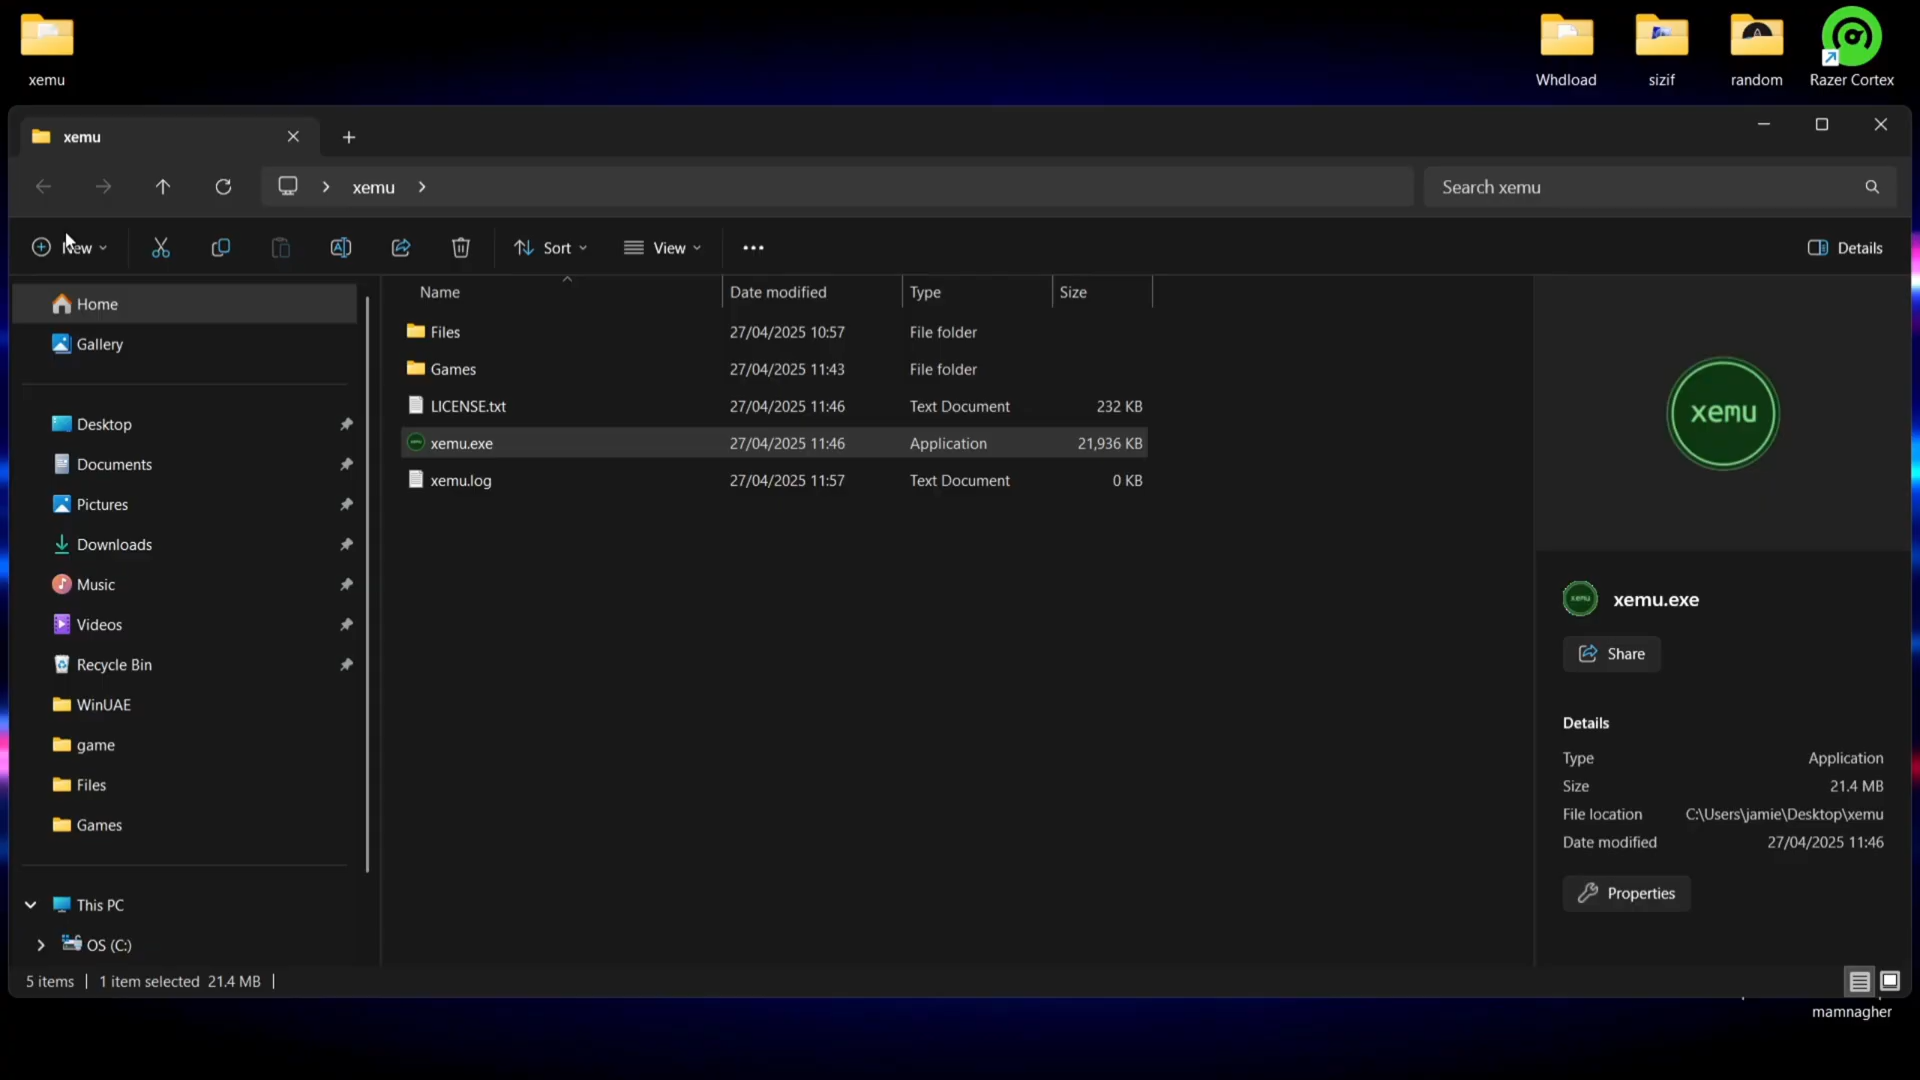 xemu
Whdload
sizif
random
Razer Cortex
xemu
xemu
Search xemu
New
Sort
View
Details
Name
Date modified
Type
Size
Home
Gallery
Desktop
Documents
Pictures
Downloads
Music
Videos
Recycle Bin
WinUAE
game
Files
Games
This PC
OS (C:)
Files 27/04/2025 10:57 File folder
Games 27/04/2025 11:43 File folder
LICENSE.txt 27/04/2025 11:46 Text Document 232 KB
xemu.exe 27/04/2025 11:46 Application 21,936 KB
xemu.log 27/04/2025 11:57 Text Document 0 KB
xemu
xemu
xemu.exe
Share
Details
Type Application
Size 21.4 MB
File location C:\Users\jamie\Desktop\xemu
Date modified 27/04/2025 11:46
Properties
5 items | 1 item selected 21.4 MB |
mamnagher